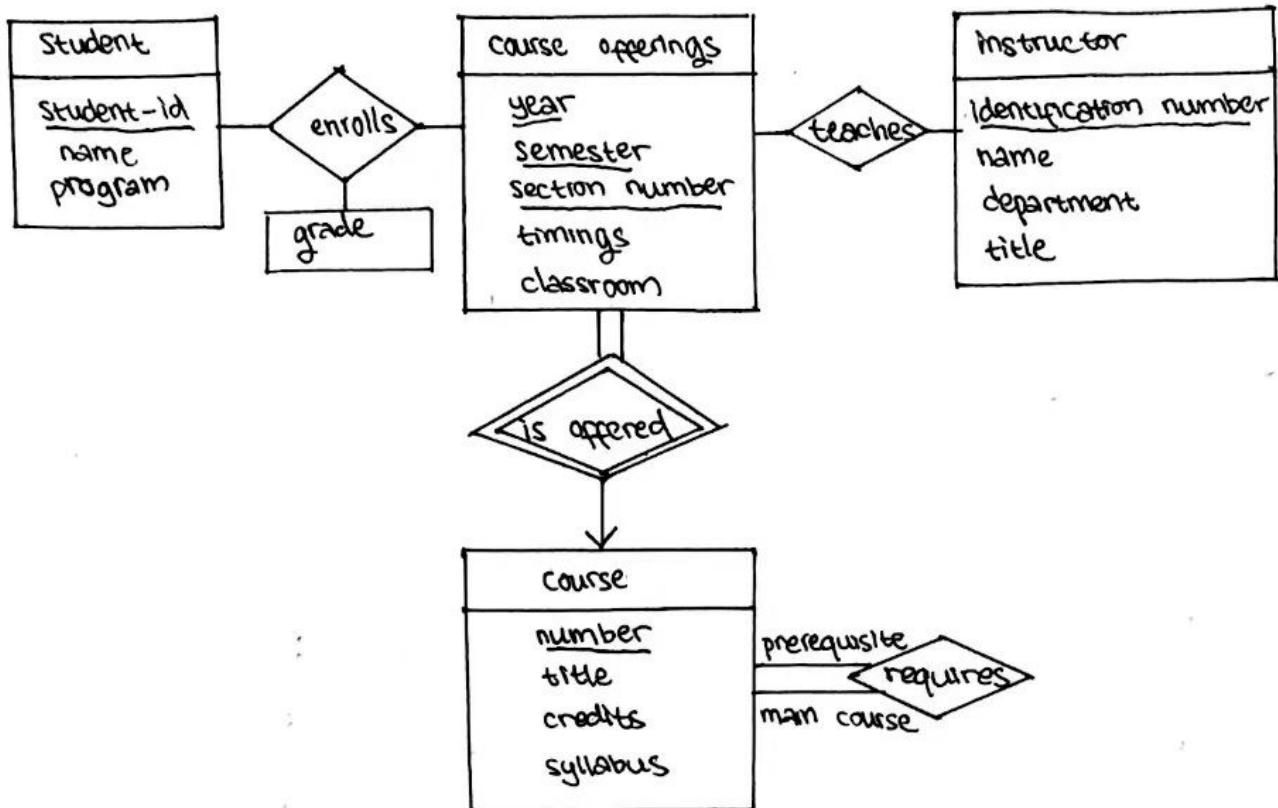 Student
student-id
name
program
enrolls
grade
course offerings
year
semester
section number
timings
classroom
teaches
instructor
identification number
name
department
title
is offered
course
number
title
credits
syllabus
prerequisite
requires
main course